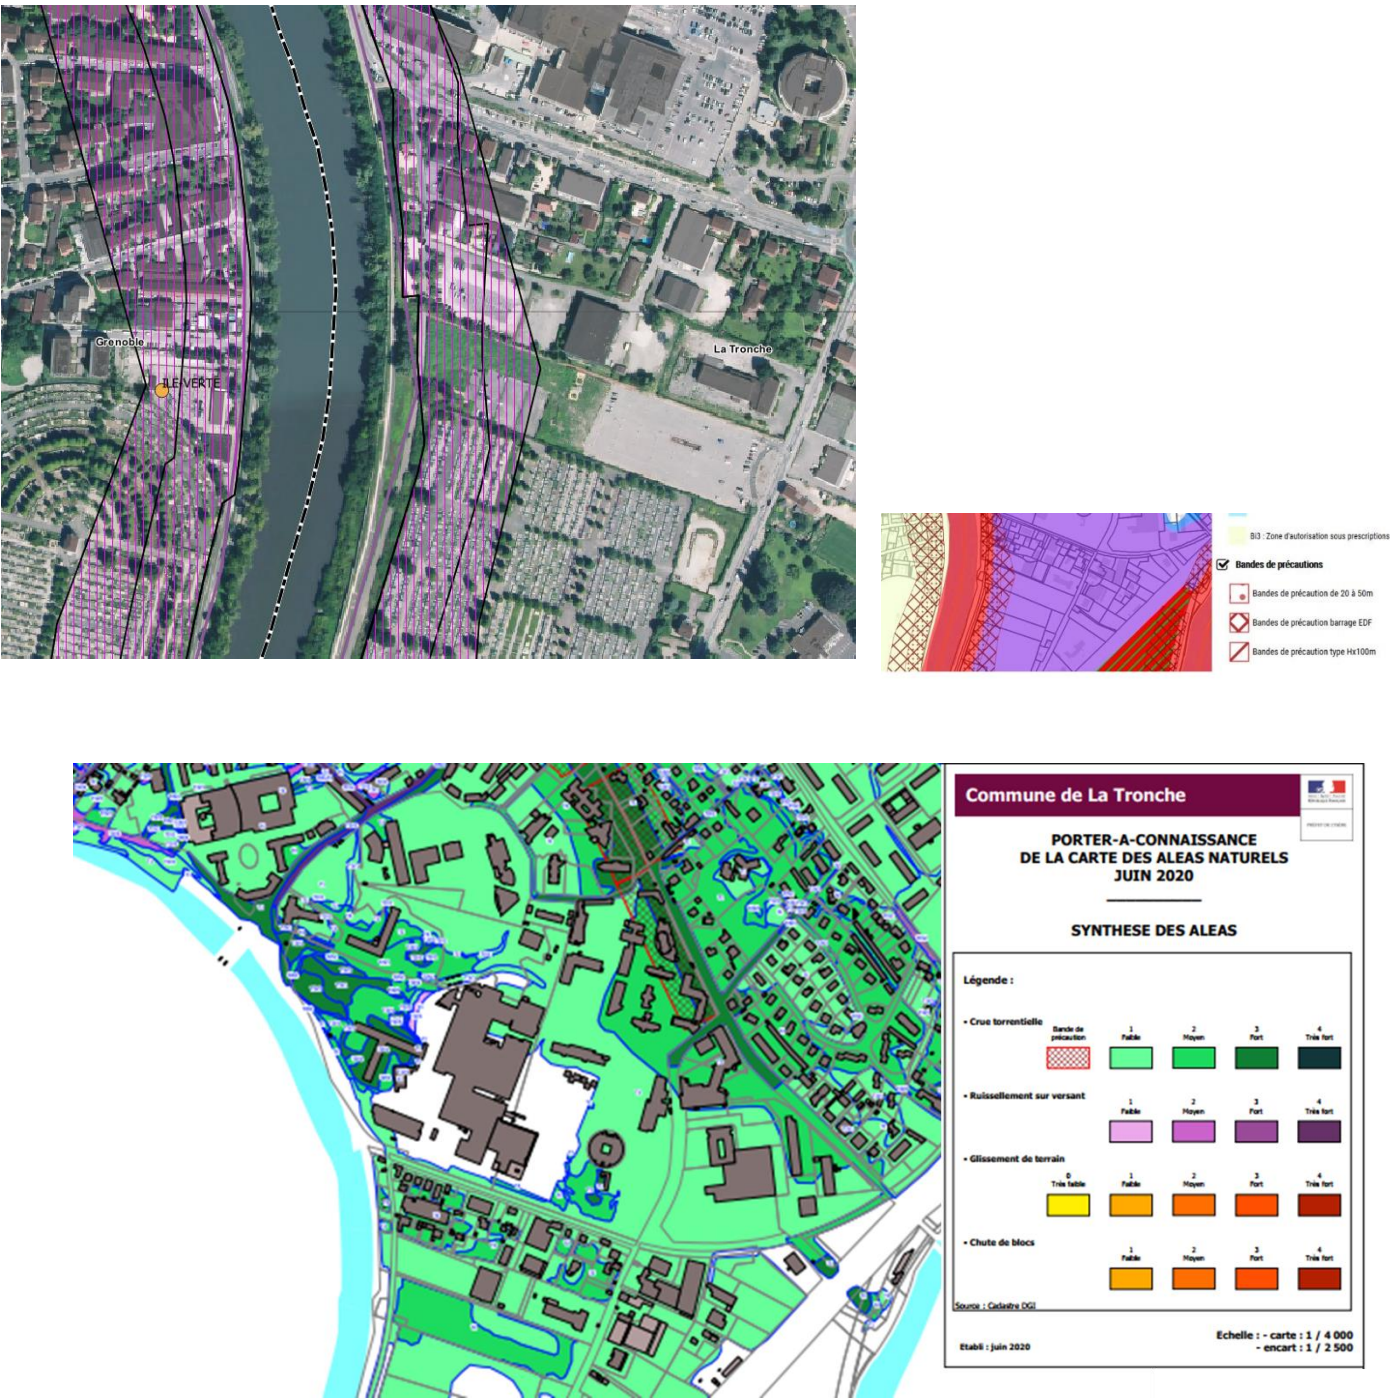 Grenoble
ILE-VERTE
La Tronche
Bi3 : Zone d'autorisation sous prescriptions
Bandes de précautions
Bandes de précaution de 20 à 50m
Bandes de précaution barrage EDF
Bandes de précaution type Hx100m
Commune de La Tronche
PORTER-A-CONNAISSANCE
DE LA CARTE DES ALEAS NATURELS
JUIN 2020
SYNTHESE DES ALEAS
Légende :
• Crue torrentielle
Bande de précaution
1 Faible
2 Moyen
3 Fort
4 Très fort
• Ruissellement sur versant
1 Faible
2 Moyen
3 Fort
4 Très fort
• Glissement de terrain
0 Très faible
1 Faible
2 Moyen
3 Fort
4 Très fort
• Chute de blocs
1 Faible
2 Moyen
3 Fort
4 Très fort
Source : Cadastre DGI
Etabli : juin 2020
Echelle : - carte : 1 / 4 000
- encart : 1 / 2 500